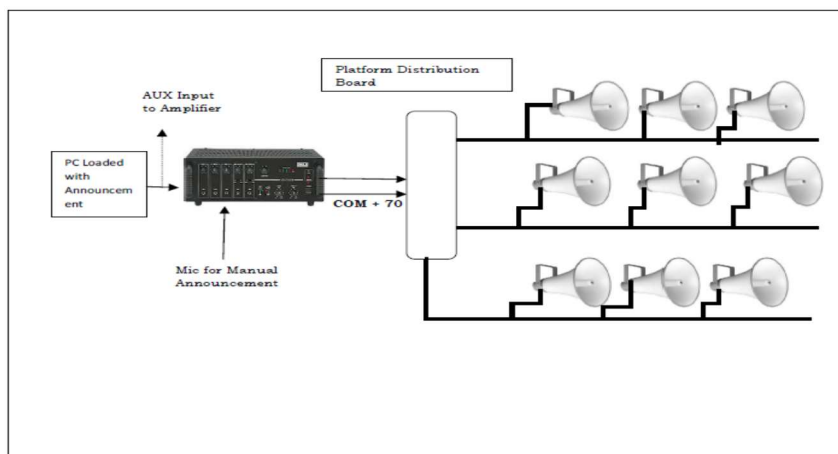 Platform Distribution
Board
AUX Input
to Amplifier
PC Loaded
with
Announcem
ent
COM + 70
Mic for Manual
Announcement